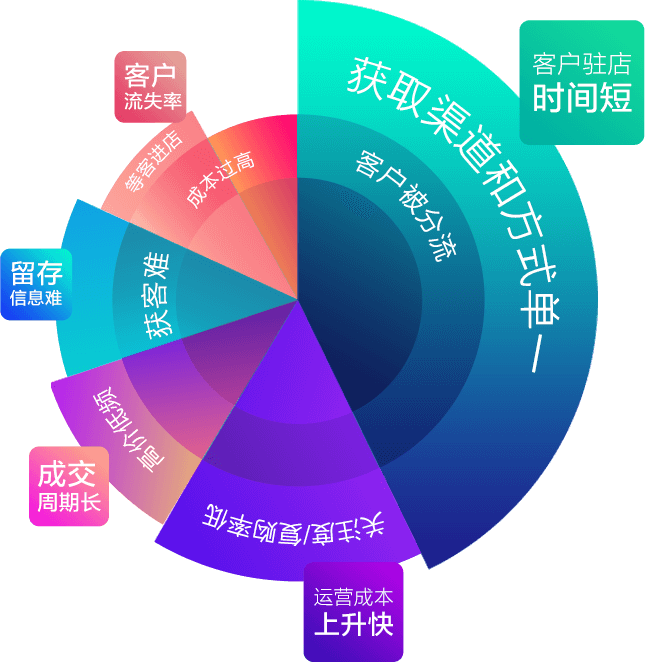 客户
流失率
客户驻店
时间短
获取渠道和方式单一
客户被分流
等客进店
成本过高
获客难
留存
信息难
高价低频
成交
周期长
关注度/复购率低
运营成本
上升快